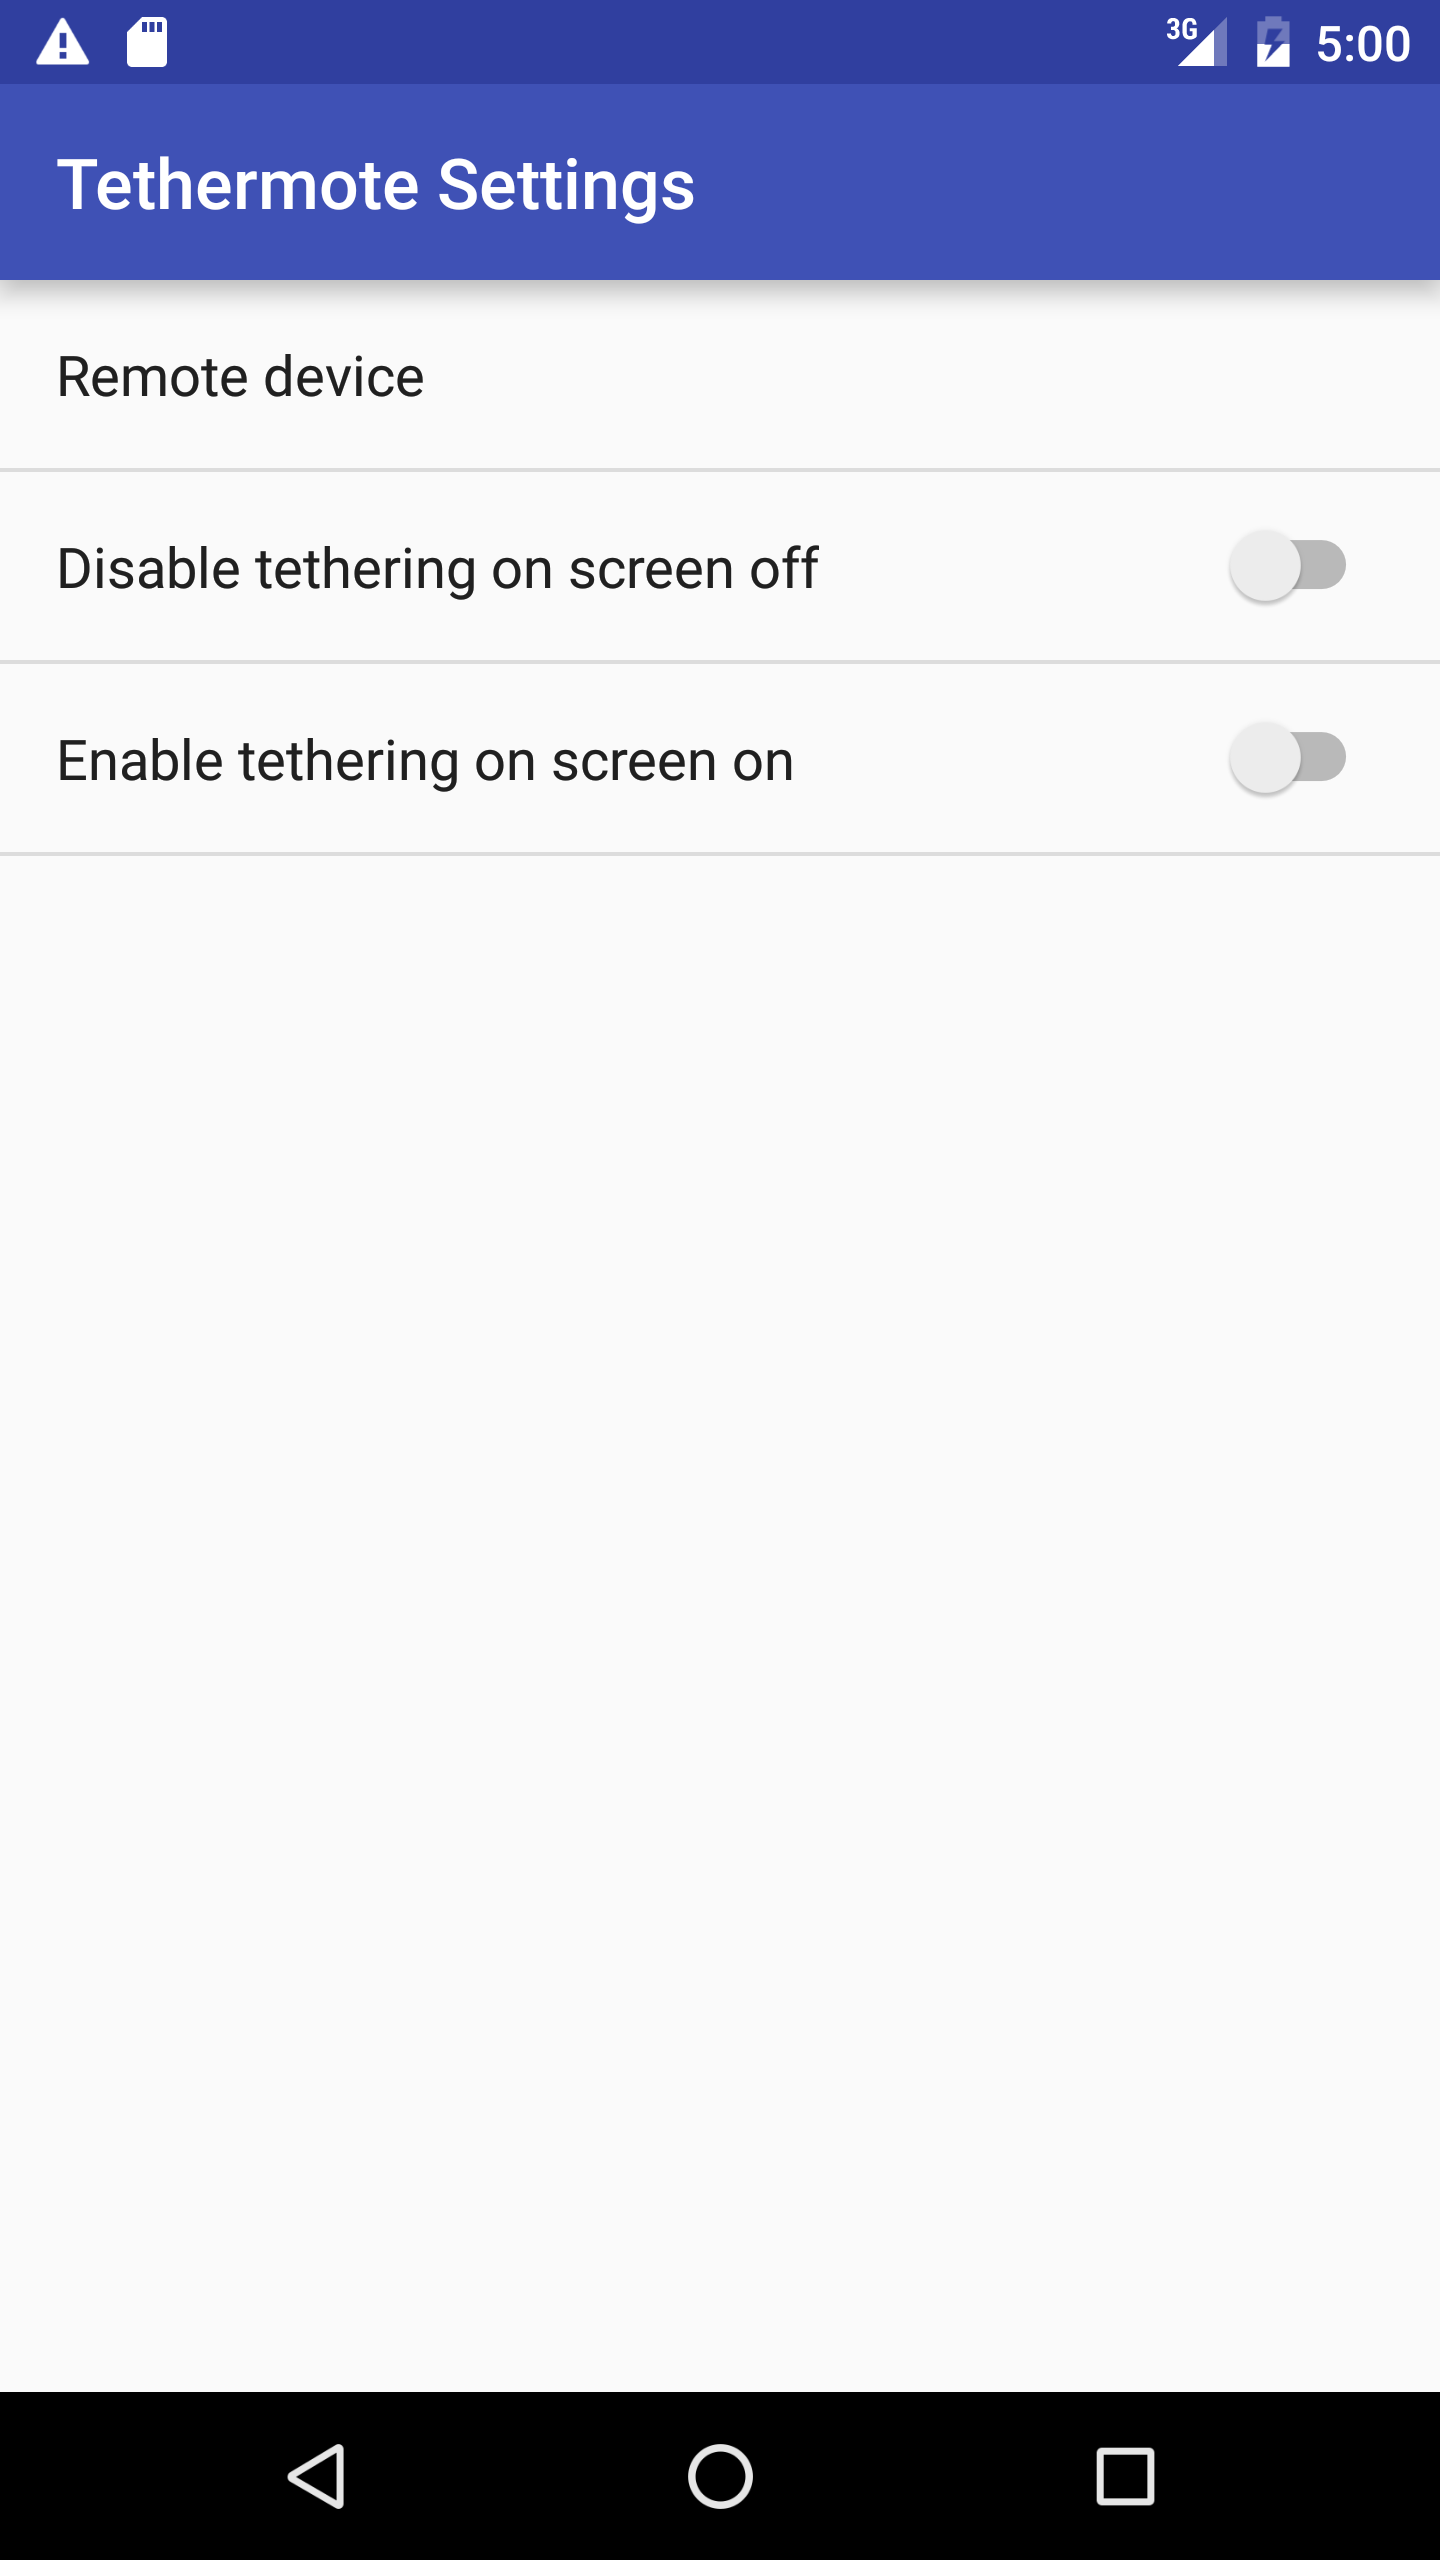 3G 5:00
Tethermote Settings
Remote device
Disable tethering on screen off
Enable tethering on screen on